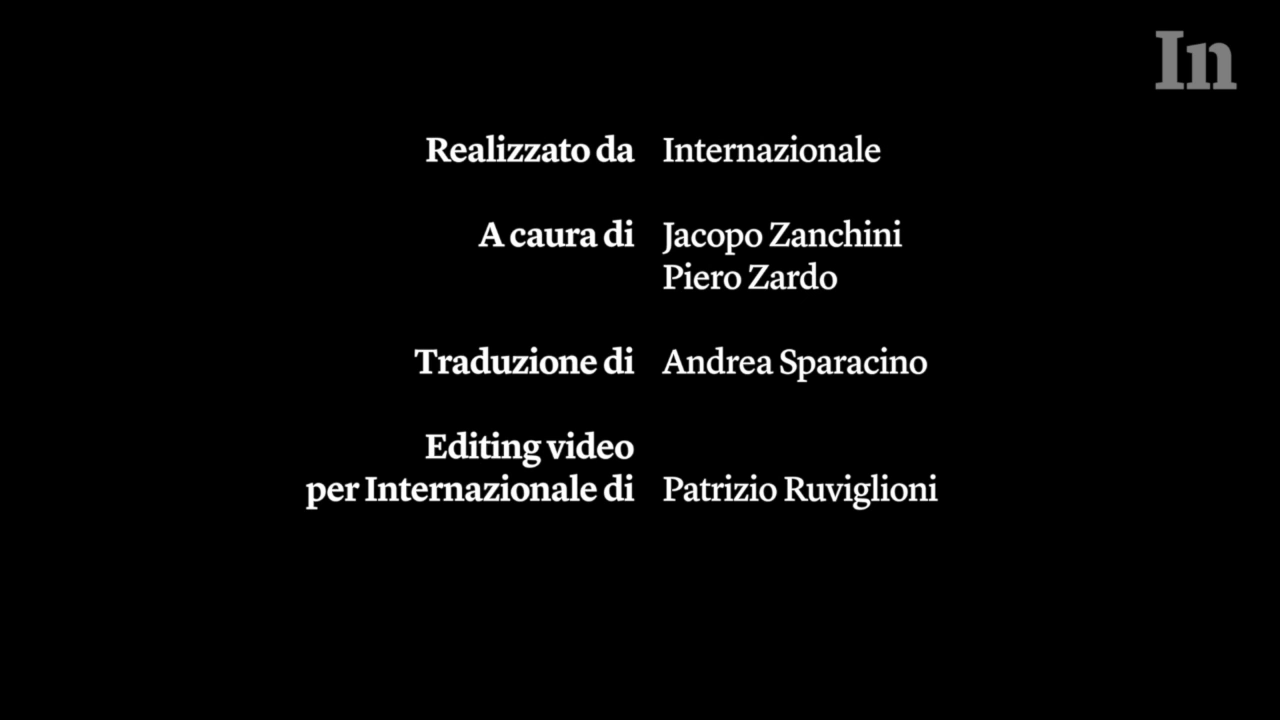 In
Realizzato da Internazionale
A caura di Jacopo Zanchini
Piero Zardo
Traduzione di Andrea Sparacino
Editing video
per Internazionale di Patrizio Ruviglioni